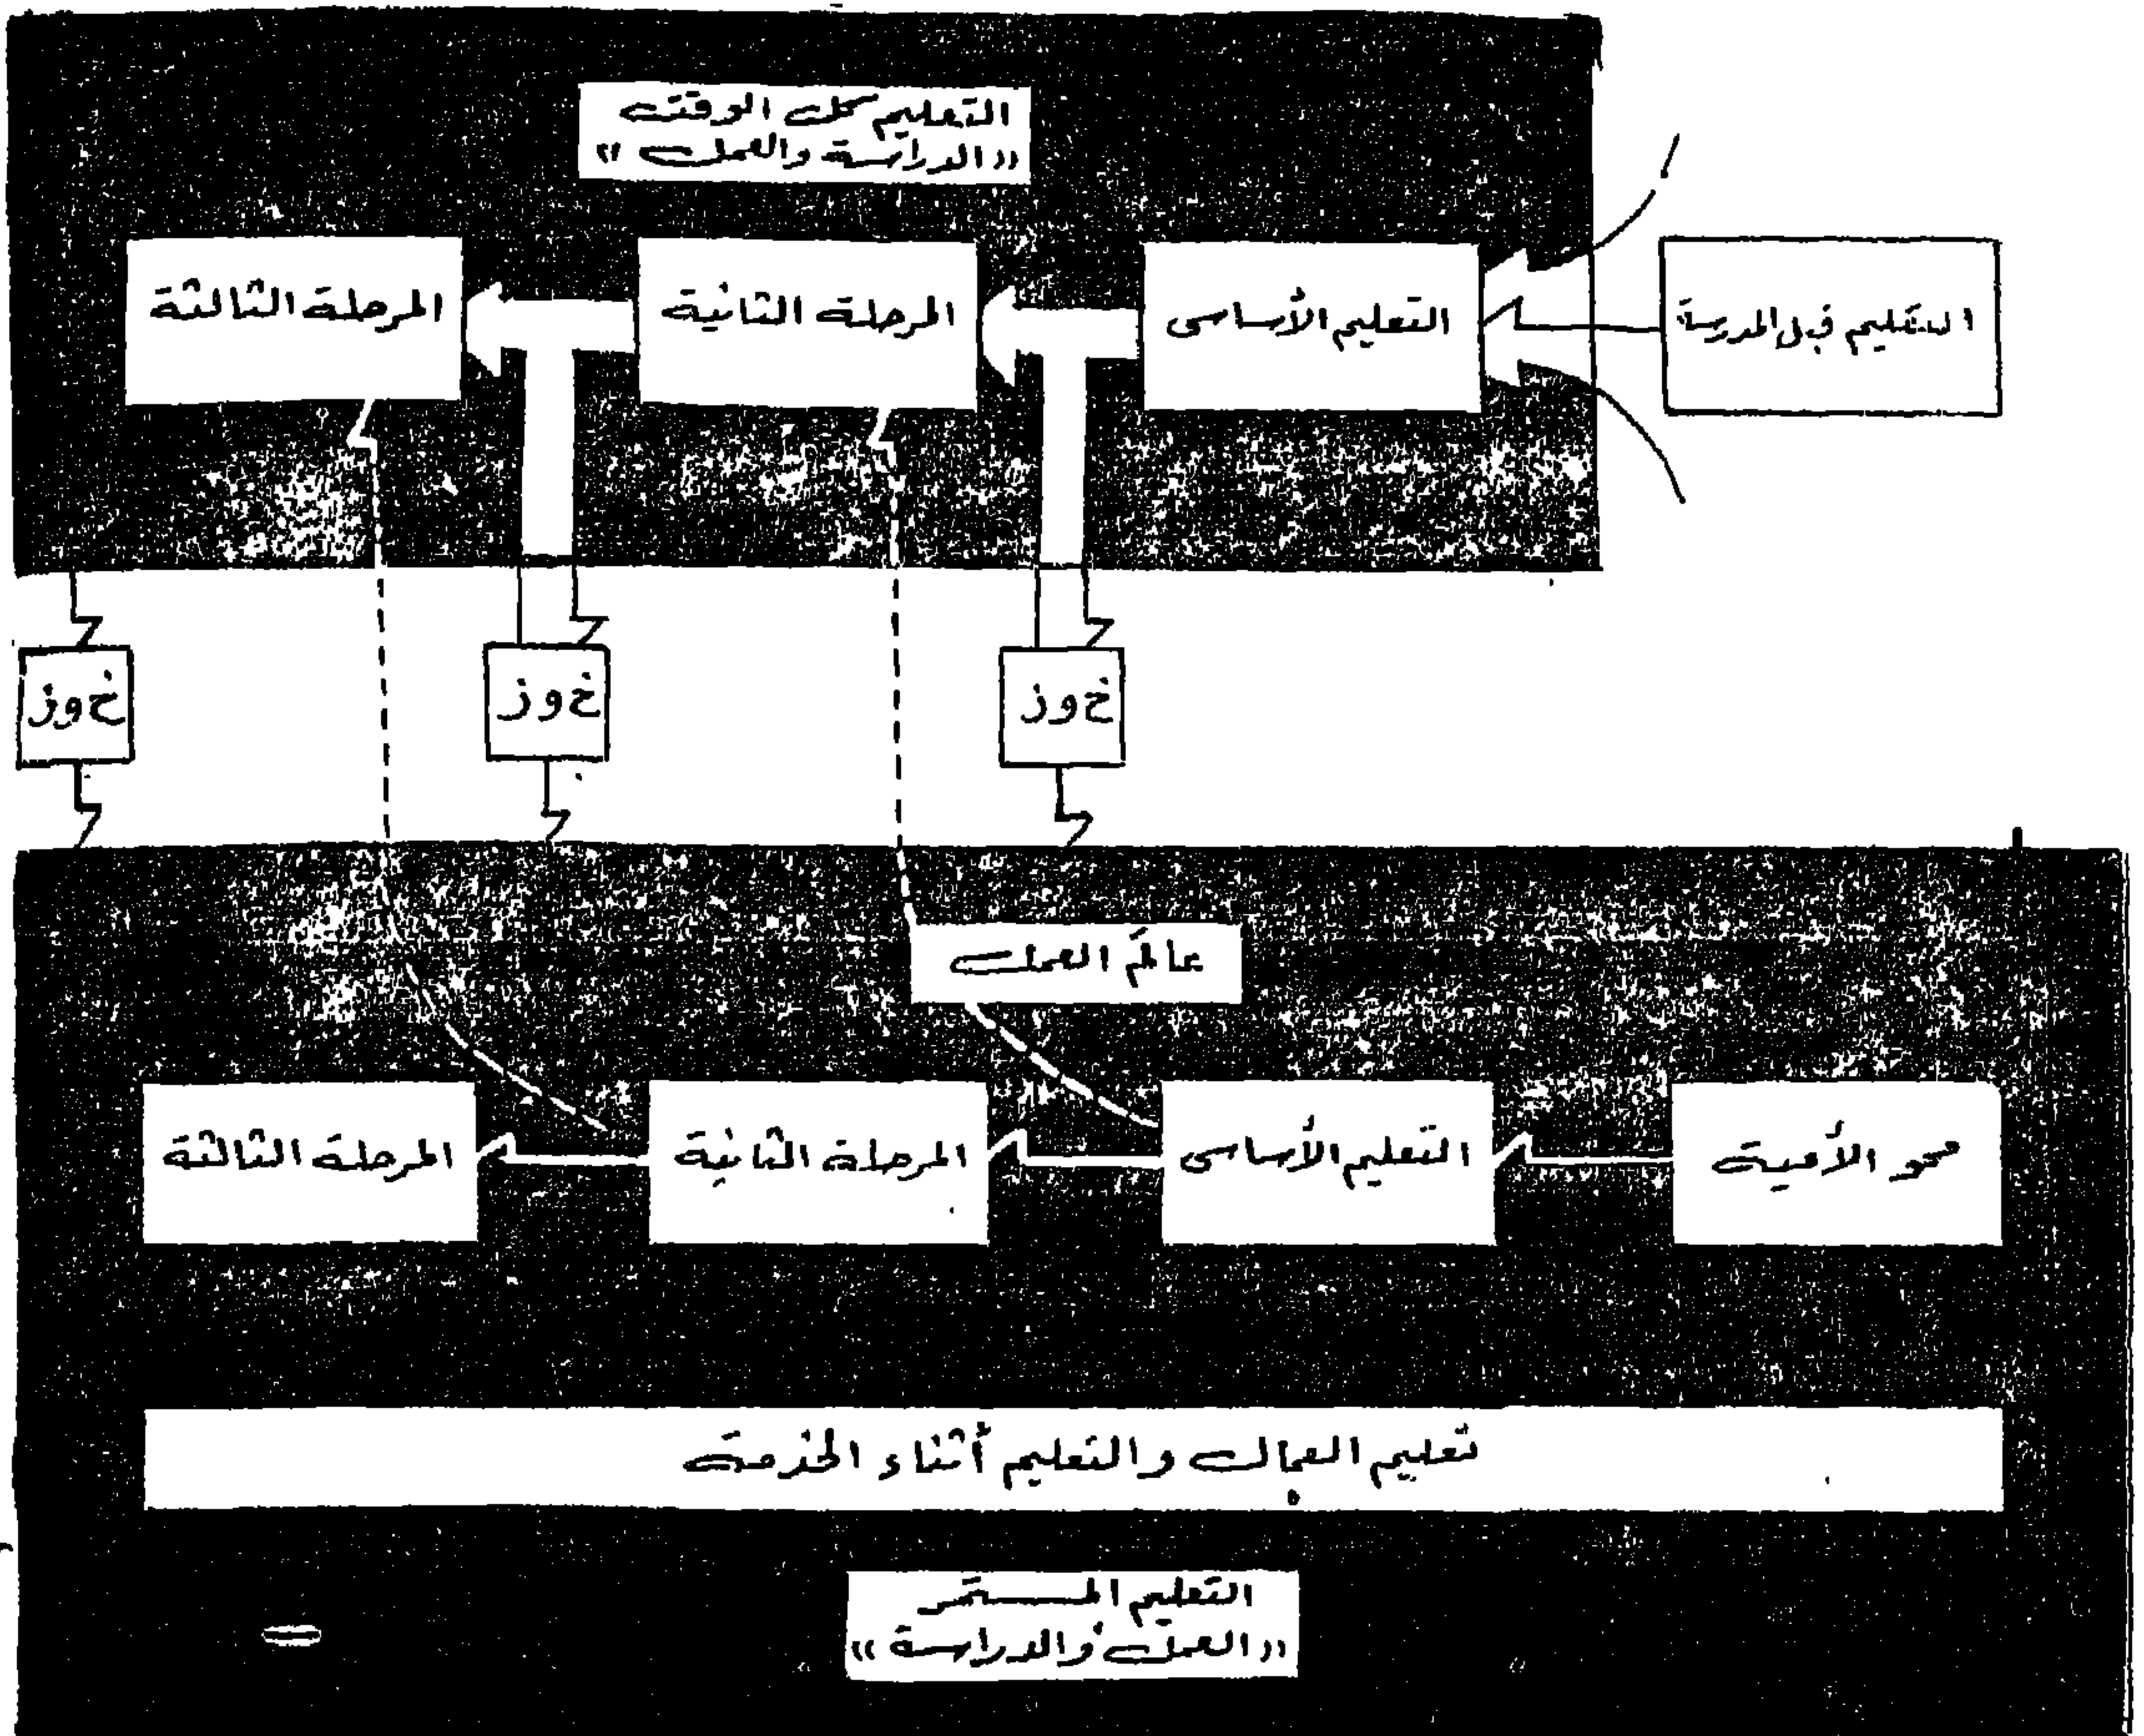 التعليم كل الوقت
«الدراسة والعمل»
التعليم قبل المدرسة
التعليم الأساسى
المرحلة الثانية
المرحلة الثالثة
خ و ز
خ و ز
خ و ز
عالم العمل
محو الأمية
التعليم الأساسى
المرحلة الثانية
المرحلة الثالثة
تعليم العمال والتعليم أثناء الخدمة
التعليم المستمر
«العمل والدراسة»